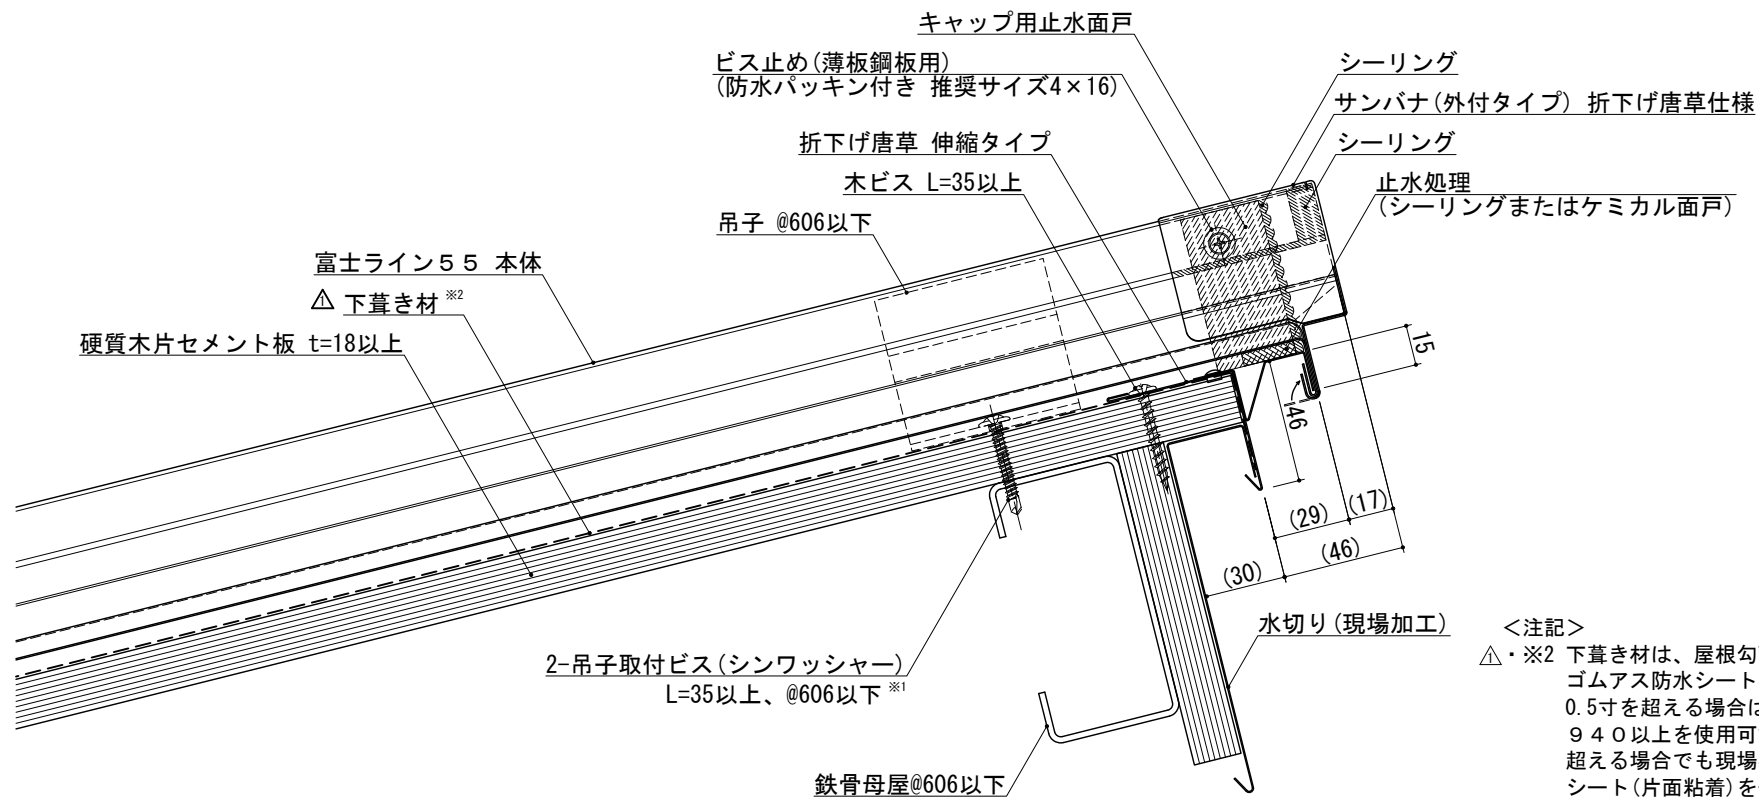 キャップ用止水面戸
ビス止め(薄板鋼板用)
(防水パッキン付き 推奨サイズ4×16)
シーリング
サンバナ(外付タイプ) 折下げ唐草仕様
折下げ唐草 伸縮タイプ
シーリング
木ビス L=35以上
止水処理
(シーリングまたはケミカル面戸)
吊子 @606以下
富士ライン５５ 本体
1 下葺き材 ※2
硬質木片セメント板 t=18以上
15
46
(29)
(17)
(46)
(30)
水切り(現場加工)
2-吊子取付ビス(シンワッシャー)
L=35以上、@606以下 ※1
鉄骨母屋@606以下
＜注記＞
1・※2 下葺き材は、屋根勾
ゴムアス防水シート
0.5寸を超える場合は
９４０以上を使用可
超える場合でも現場
シート(片面粘着)を